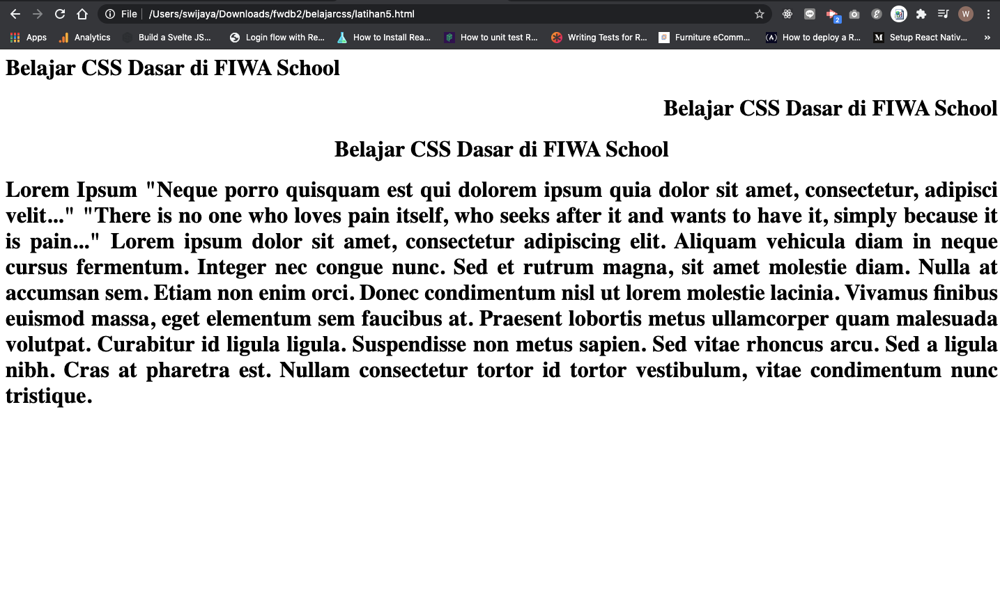 File /Users/swijaya/Downloads/fwdb2/belajarcss/latihan5.html 2 W
Apps Analytics Build a Svelte JS... Login flow with Re... How to Install Rea... How to unit test R... Writing Tests for R... Furniture eComm... How to deploy a R... M Setup React Nativ... »
Belajar CSS Dasar di FIWA School
Belajar CSS Dasar di FIWA School
Belajar CSS Dasar di FIWA School
Lorem Ipsum "Neque porro quisquam est qui dolorem ipsum quia dolor sit amet, consectetur, adipisci
velit..." "There is no one who loves pain itself, who seeks after it and wants to have it, simply because it
is pain..." Lorem ipsum dolor sit amet, consectetur adipiscing elit. Aliquam vehicula diam in neque
cursus fermentum. Integer nec congue nunc. Sed et rutrum magna, sit amet molestie diam. Nulla at
accumsan sem. Etiam non enim orci. Donec condimentum nisl ut lorem molestie lacinia. Vivamus finibus
euismod massa, eget elementum sem faucibus at. Praesent lobortis metus ullamcorper quam malesuada
volutpat. Curabitur id ligula ligula. Suspendisse non metus sapien. Sed vitae rhoncus arcu. Sed a ligula
nibh. Cras at pharetra est. Nullam consectetur tortor id tortor vestibulum, vitae condimentum nunc
tristique.